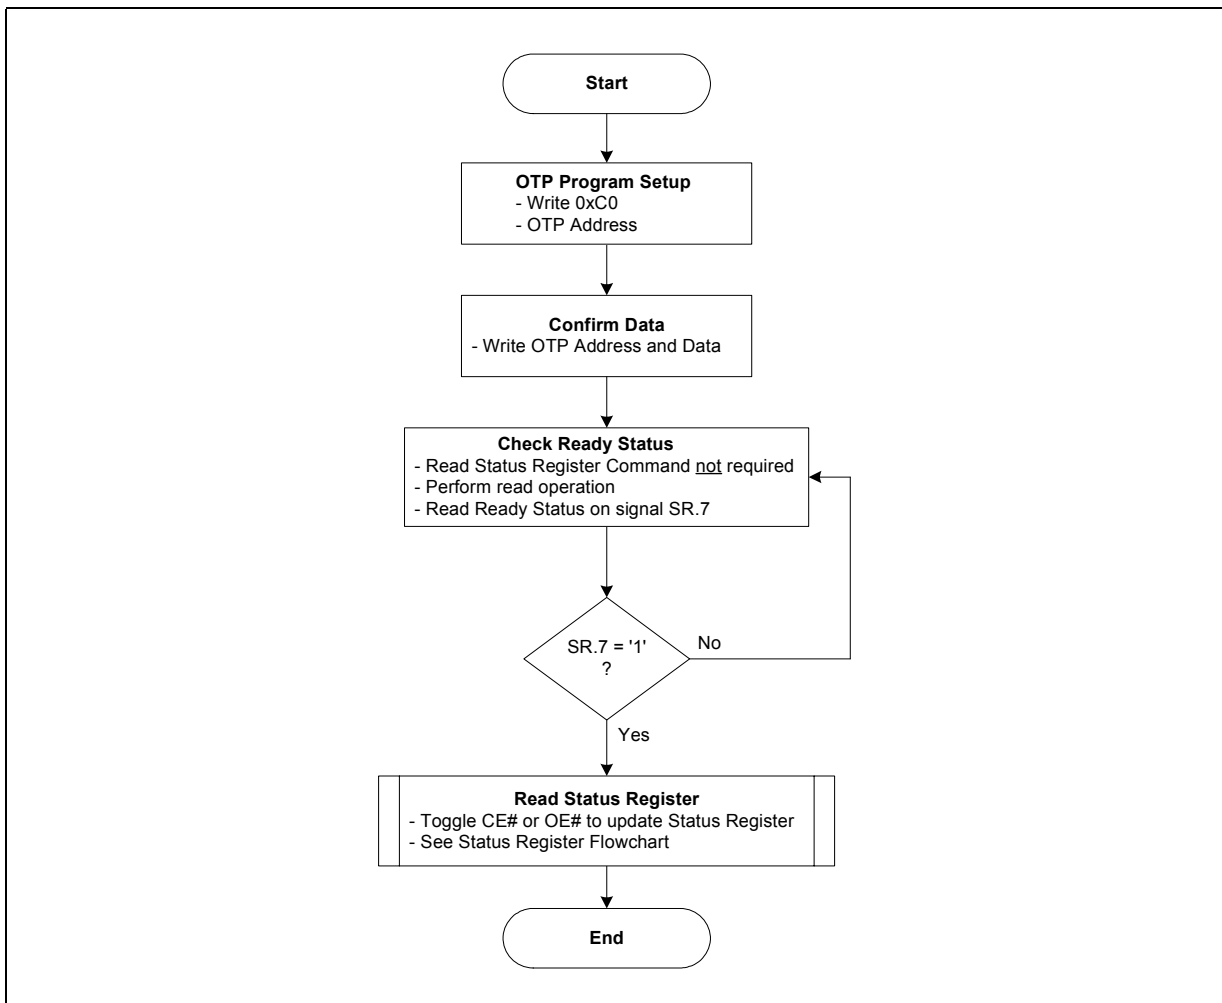 Start
OTP Program Setup
- Write 0xC0
- OTP Address
Confirm Data
- Write OTP Address and Data
Check Ready Status
- Read Status Register Command not required
- Perform read operation
- Read Ready Status on signal SR.7
SR.7 = '1'
?
No
Yes
Read Status Register
- Toggle CE# or OE# to update Status Register
- See Status Register Flowchart
End